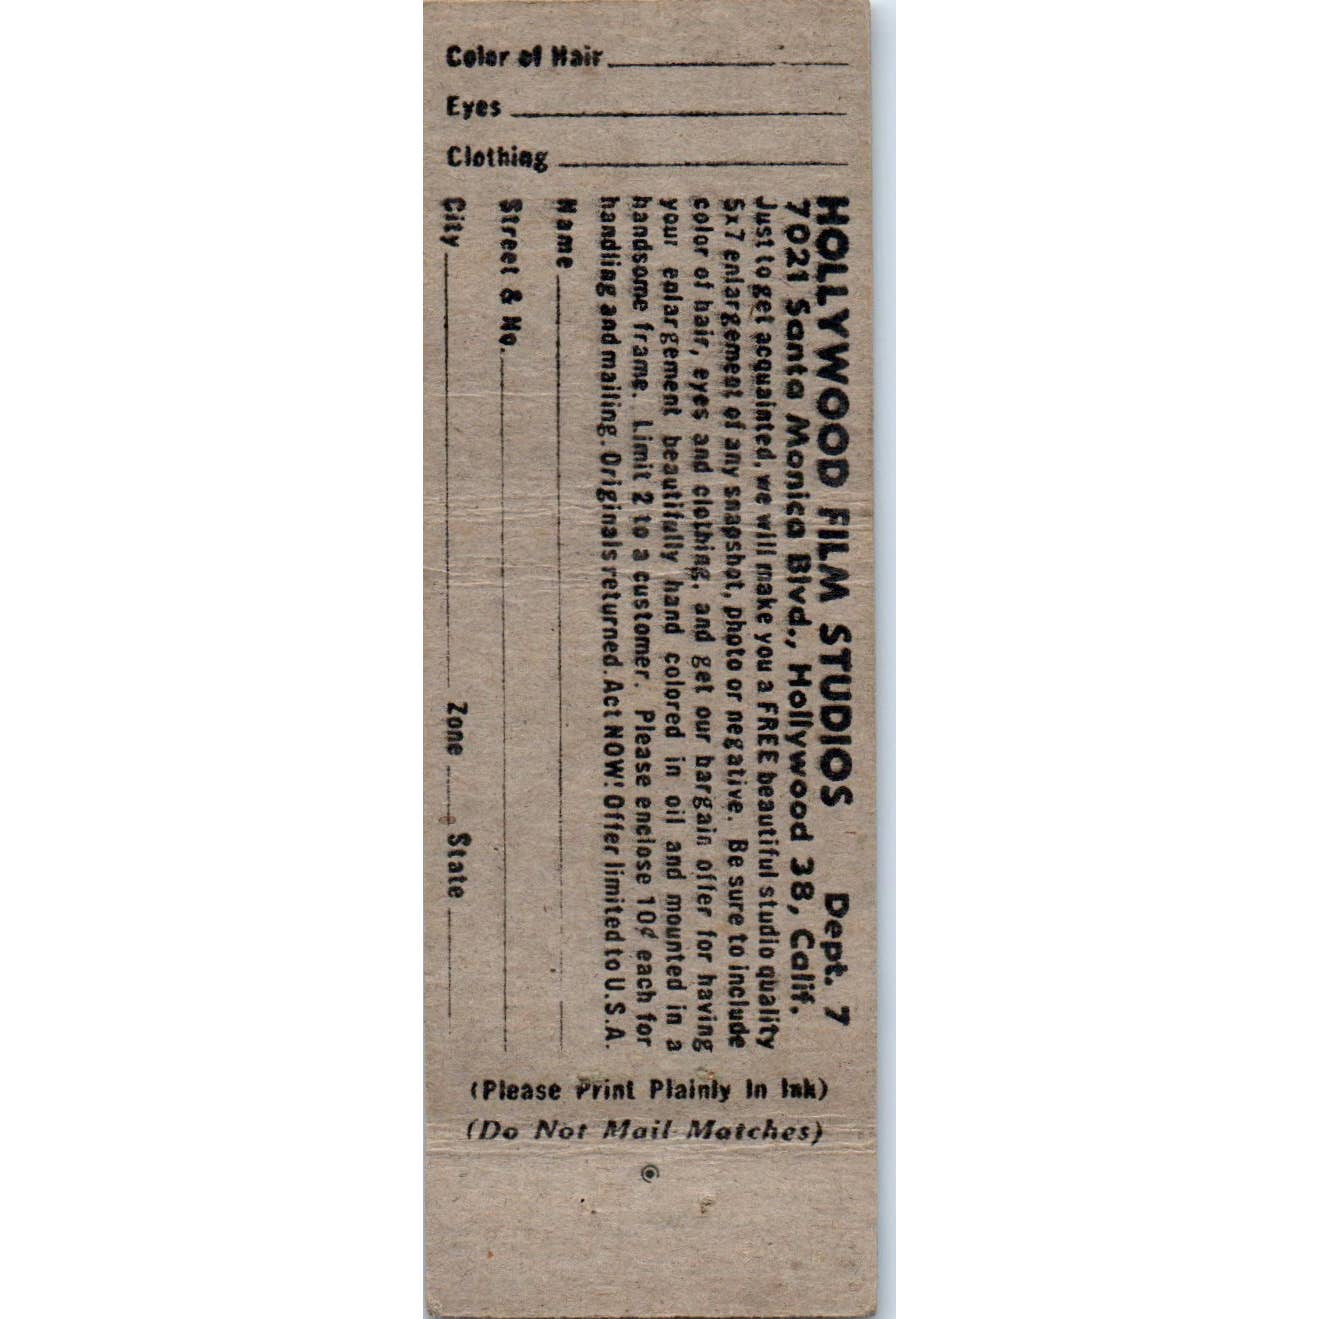 Color of Hair
Eyes
Clothing
HOLLYWOOD FILM STUDIOS Dept. 7
7021 Santa Monica Blvd., Hollywood 38, Calif.
Just to get acquainted, we will make you a FREE beautiful studio quality
5x7 enlargement of any snapshot, photo or negative. Be sure to include
color of hair, eyes and clothing, and get our bargain offer for having
your enlargement beautifully hand colored in oil and mounted in a
handsome frame. Limit 2 to a customer. Please enclose 10¢ each for
handling and mailing. Originals returned. Act NOW! Offer limited to U.S.A.
Name
Street & No.
City Zone State
(Please Print Plainly In Ink)
(Do Not Mail Matches)